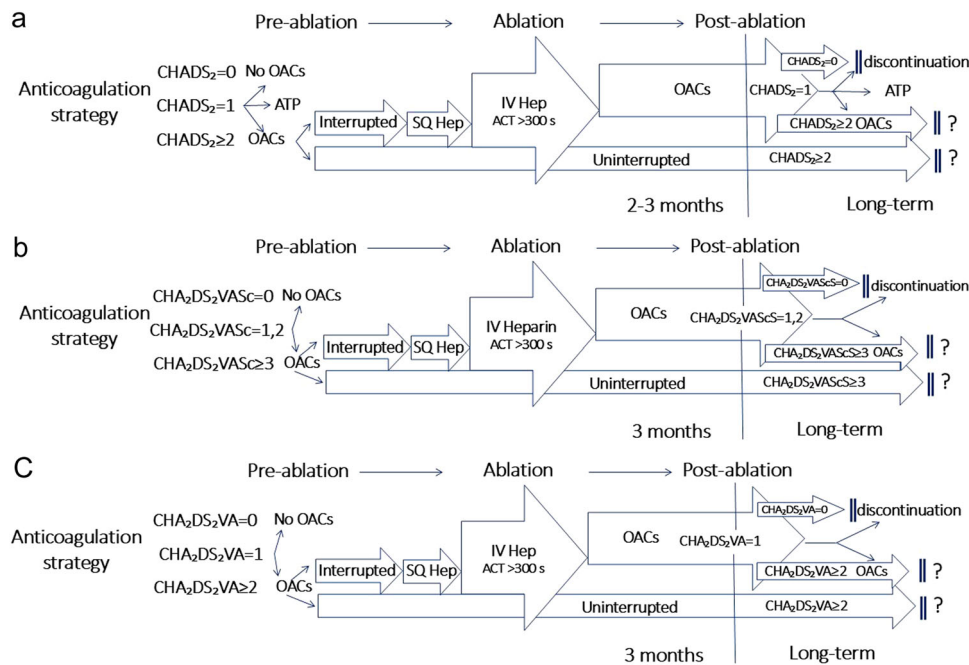 a
Pre-ablation
Ablation
Post-ablation
Anticoagulation
strategy
CHADS₂=0
No OACs
CHADS₂=1
ATP
CHADS₂≥2
OACs
Interrupted
SQ Hep
IV Hep
ACT >300 s
OACs
CHADS₂=0
discontinuation
CHADS₂=1
ATP
CHADS₂≥2 OACs
?
Uninterrupted
CHADS₂≥2
?
2-3 months
Long-term
b
Pre-ablation
Ablation
Post-ablation
Anticoagulation
strategy
CHA₂DS₂VASc=0
No OACs
CHA₂DS₂VASc=1,2
CHA₂DS₂VASc≥3
OACs
Interrupted
SQ Hep
IV Heparin
ACT >300 s
OACs
CHA₂DS₂VAScS=0
discontinuation
CHA₂DS₂VAScS=1,2
CHA₂DS₂VAScS≥3 OACs
?
Uninterrupted
CHA₂DS₂VAScS≥3
?
3 months
Long-term
C
Pre-ablation
Ablation
Post-ablation
Anticoagulation
strategy
CHA₂DS₂VA=0
No OACs
CHA₂DS₂VA=1
CHA₂DS₂VA≥2
OACs
Interrupted
SQ Hep
IV Hep
ACT >300 s
OACs
CHA₂DS₂VA=0
discontinuation
CHA₂DS₂VA=1
CHA₂DS₂VA≥2 OACs
?
Uninterrupted
CHA₂DS₂VA≥2
?
3 months
Long-term